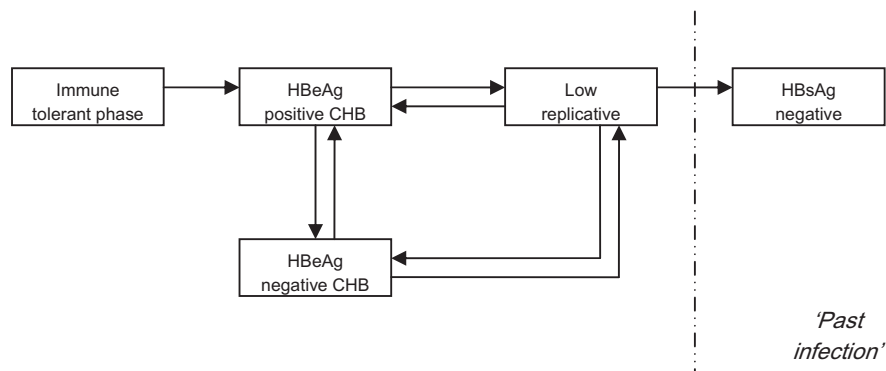 Immune
tolerant phase
HBeAg
positive CHB
Low
replicative
HBsAg
negative
HBeAg
negative CHB
‘Past
infection’